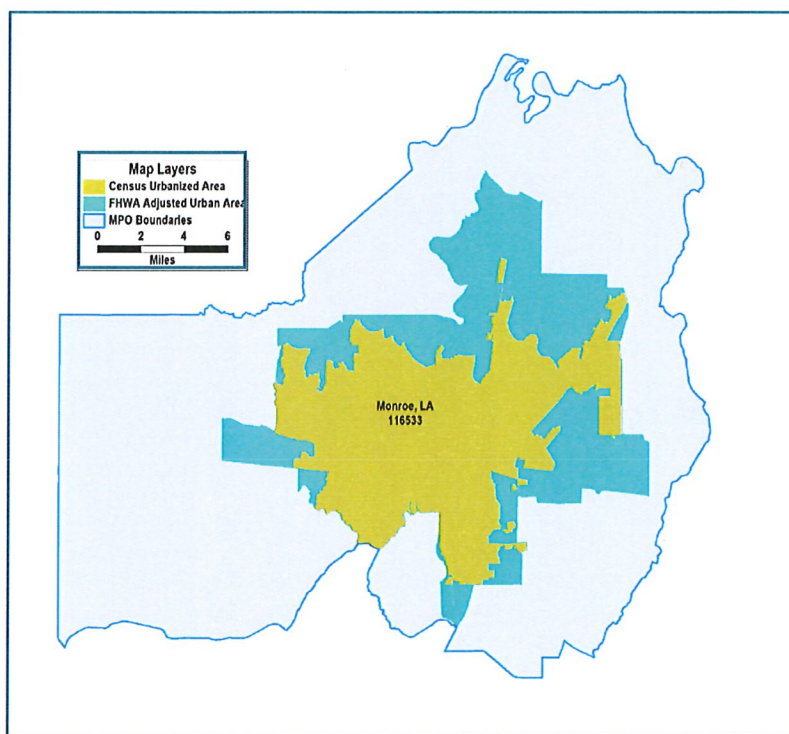 Map Layers
Census Urbanized Area
FHWA Adjusted Urban Area
MPO Boundaries
0 2 4 6
Miles
Monroe, LA
116533